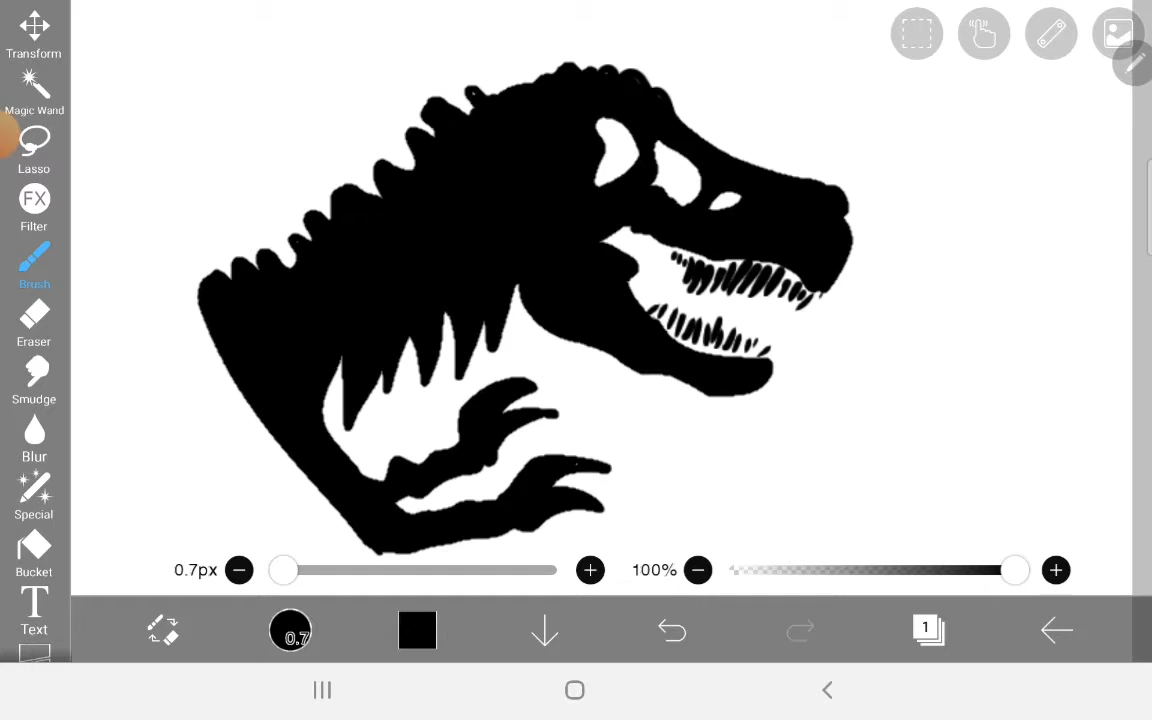 Transform
Magic Wand
Lasso
FX
Filter
Brush
Eraser
Smudge
Blur
Special
Bucket
T
Text
0.7px
100%
0.7
1